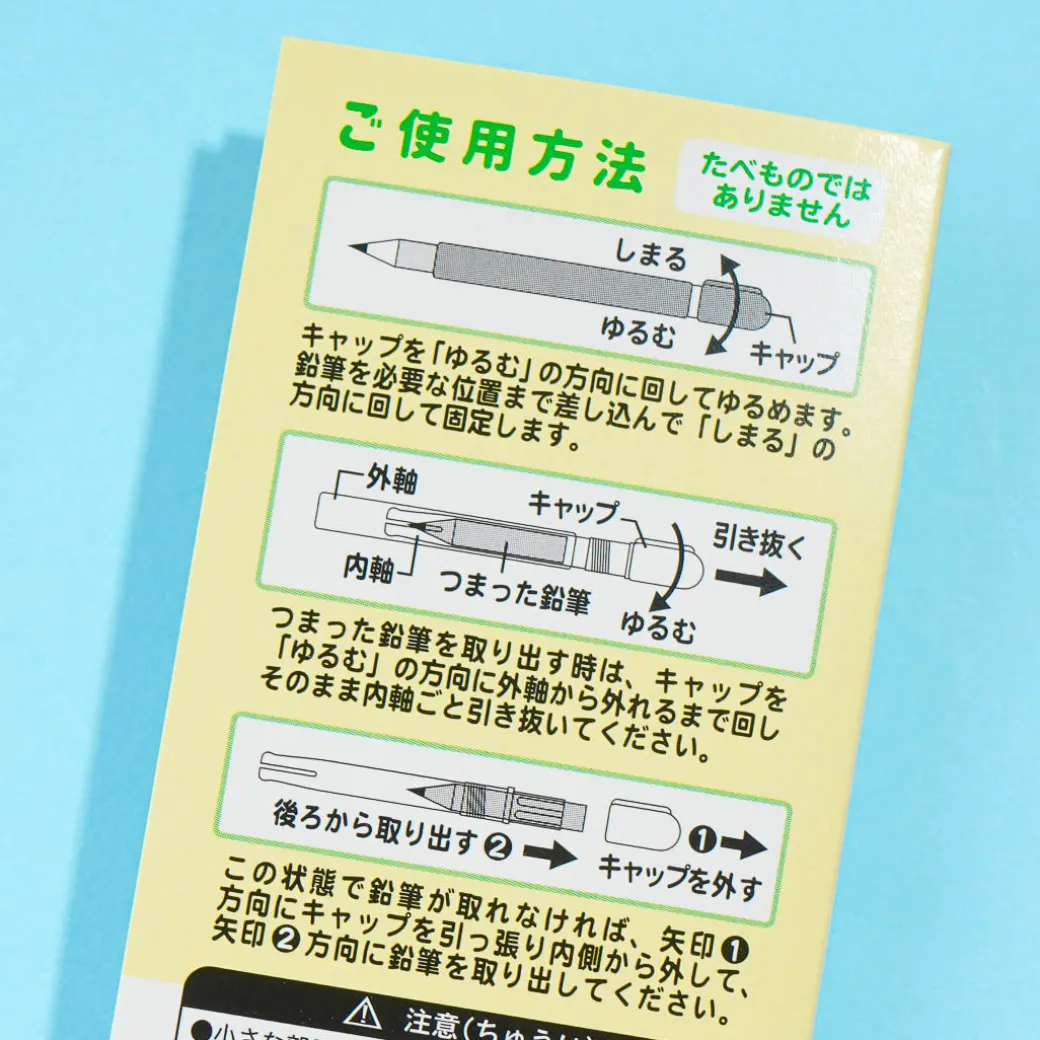 ご使用方法
たべものでは
ありません
しまる
ゆるむ
キャップ
キャップを「ゆるむ」の方向に回してゆるめます。
鉛筆を必要な位置まで差し込んで「しまる」の
方向に回して固定します。
外軸
キャップ
引き抜く
内軸
つまった鉛筆
ゆるむ
つまった鉛筆を取り出す時は、キャップを
「ゆるむ」の方向に外軸から外れるまで回し
そのまま内軸ごと引き抜いてください。
後ろから取り出す❷
❶
キャップを外す
この状態で鉛筆が取れなければ、矢印❶
方向にキャップを引っ張り内側から外して、
矢印❷方向に鉛筆を取り出してください。
注意(ちゅうい)
●小さな部